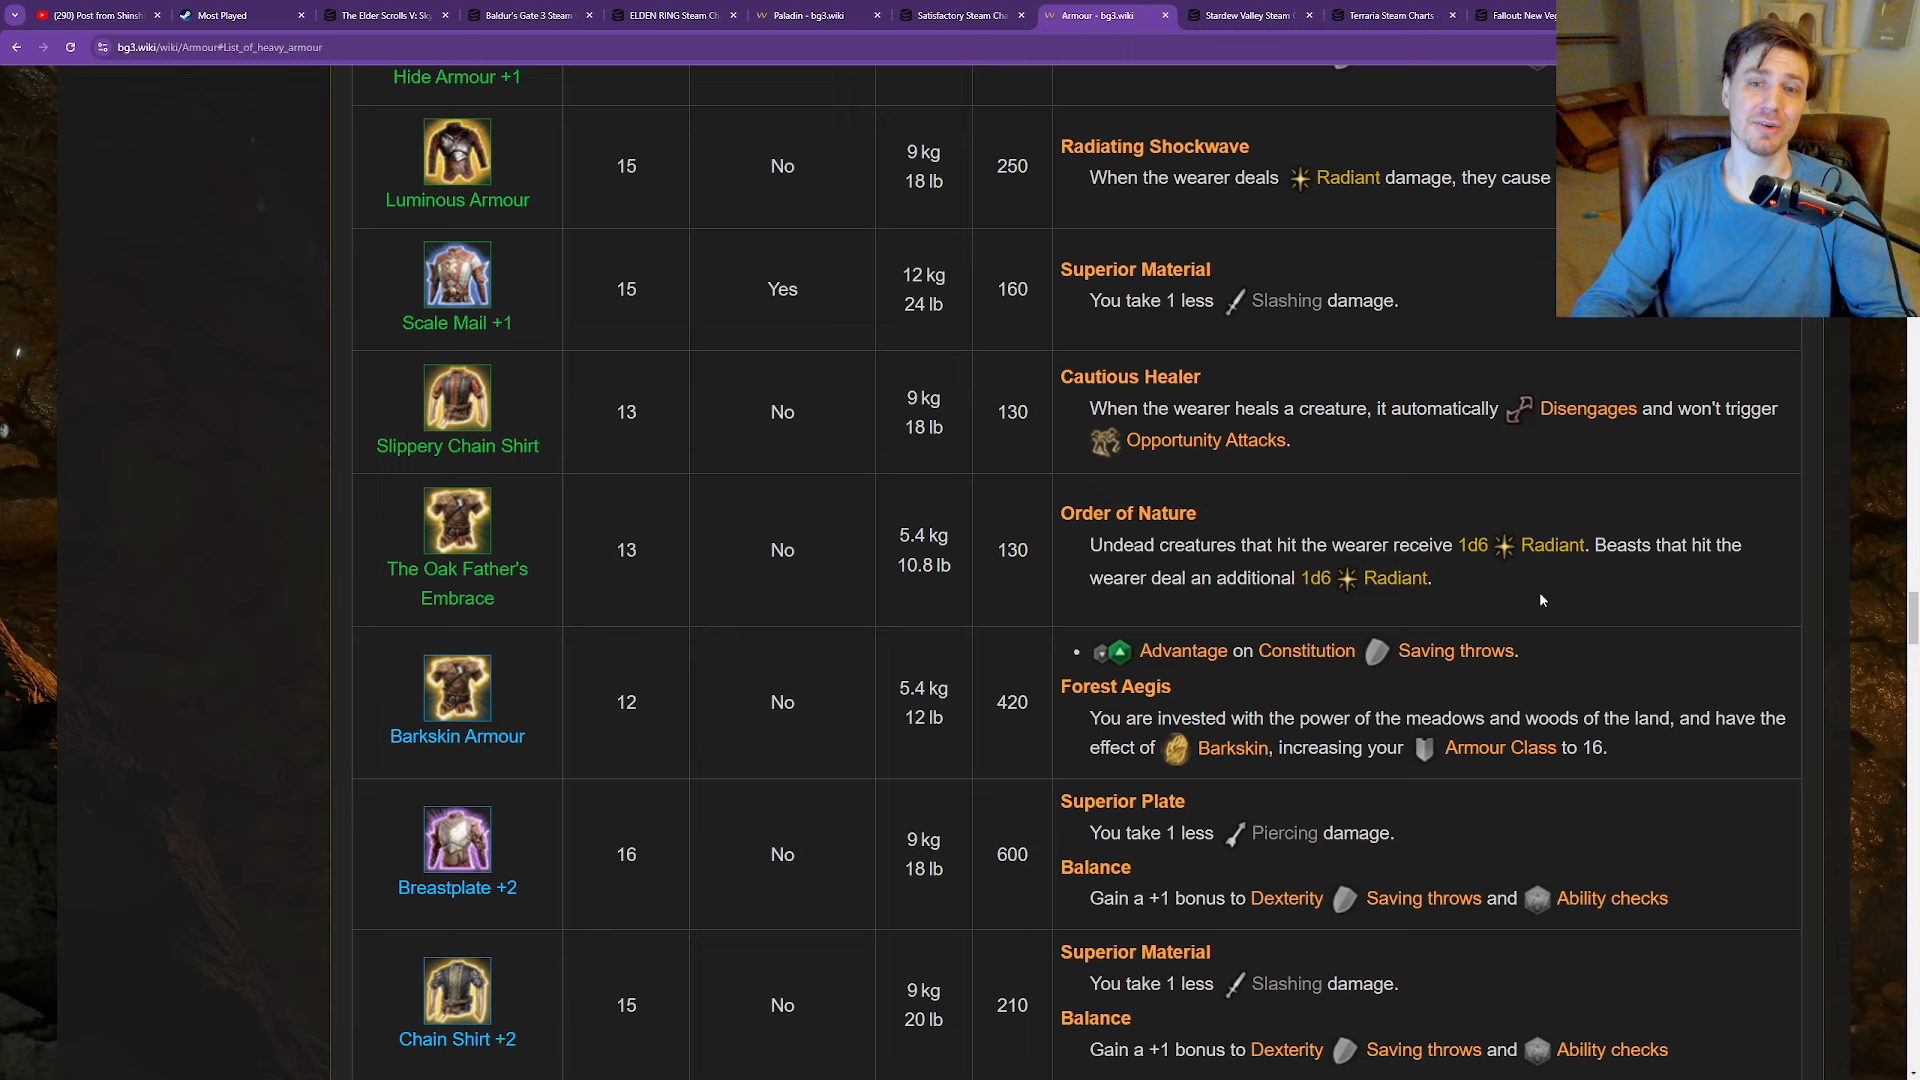 (290) Post from Shinshi
Most Played
The Elder Scrolls V: Sk
Baldur's Gate 3 Steam
ELDEN RING Steam Ch
Paladin - bg3.wiki
Satisfactory Steam Cha
Armour - bg3.wiki
Stardew Valley Steam C
Terraria Steam Charts
Fallout: New Ve
bg3.wiki/wiki/Armour#List_of_heavy_armour
Hide Armour +1
Luminous Armour
15
No
9 kg
18 lb
250
Radiating Shockwave
When the wearer deals Radiant damage, they cause
Scale Mail +1
15
Yes
12 kg
24 lb
160
Superior Material
You take 1 less Slashing damage.
Slippery Chain Shirt
13
No
9 kg
18 lb
130
Cautious Healer
When the wearer heals a creature, it automatically Disengages and won't trigger
Opportunity Attacks.
The Oak Father's
Embrace
13
No
5.4 kg
10.8 lb
130
Order of Nature
Undead creatures that hit the wearer receive 1d6 Radiant. Beasts that hit the
wearer deal an additional 1d6 Radiant.
Barkskin Armour
12
No
5.4 kg
12 lb
420
• Advantage on Constitution Saving throws.
Forest Aegis
You are invested with the power of the meadows and woods of the land, and have the
effect of Barkskin, increasing your Armour Class to 16.
Breastplate +2
16
No
9 kg
18 lb
600
Superior Plate
You take 1 less Piercing damage.
Balance
Gain a +1 bonus to Dexterity Saving throws and Ability checks
Chain Shirt +2
15
No
9 kg
20 lb
210
Superior Material
You take 1 less Slashing damage.
Balance
Gain a +1 bonus to Dexterity Saving throws and Ability checks